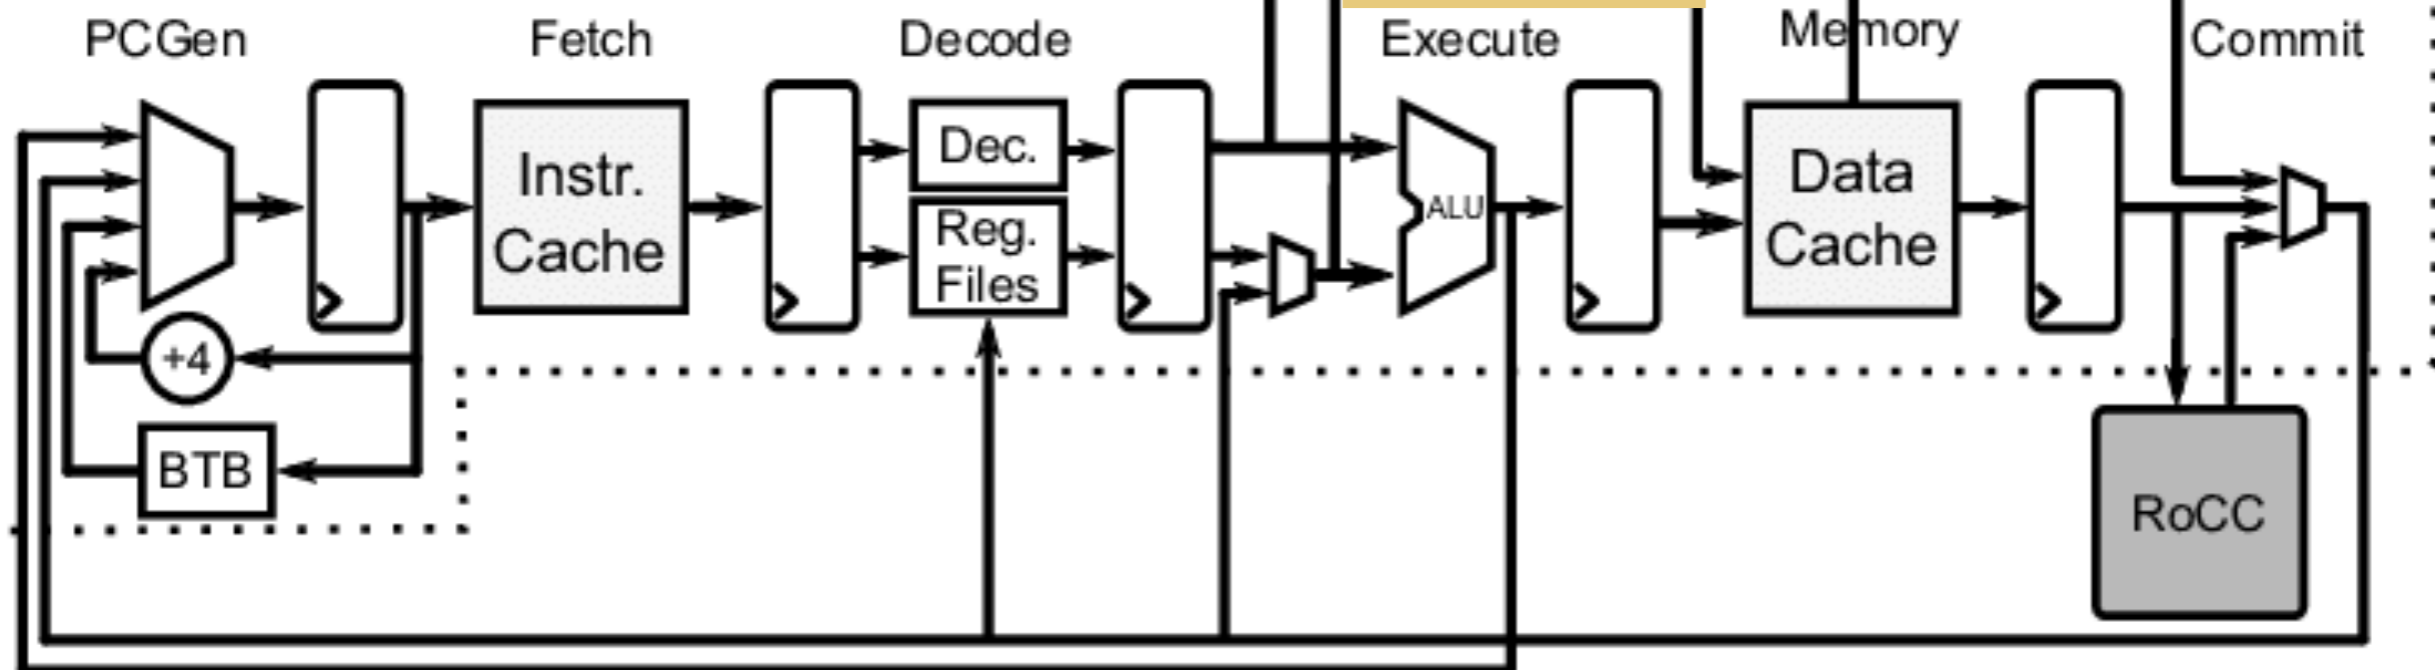 PCGen
Fetch
Decode
Execute
Memory
Commit
Instr.
Cache
Dec.
Reg.
Files
ALU
Data
Cache
+4
BTB
RoCC